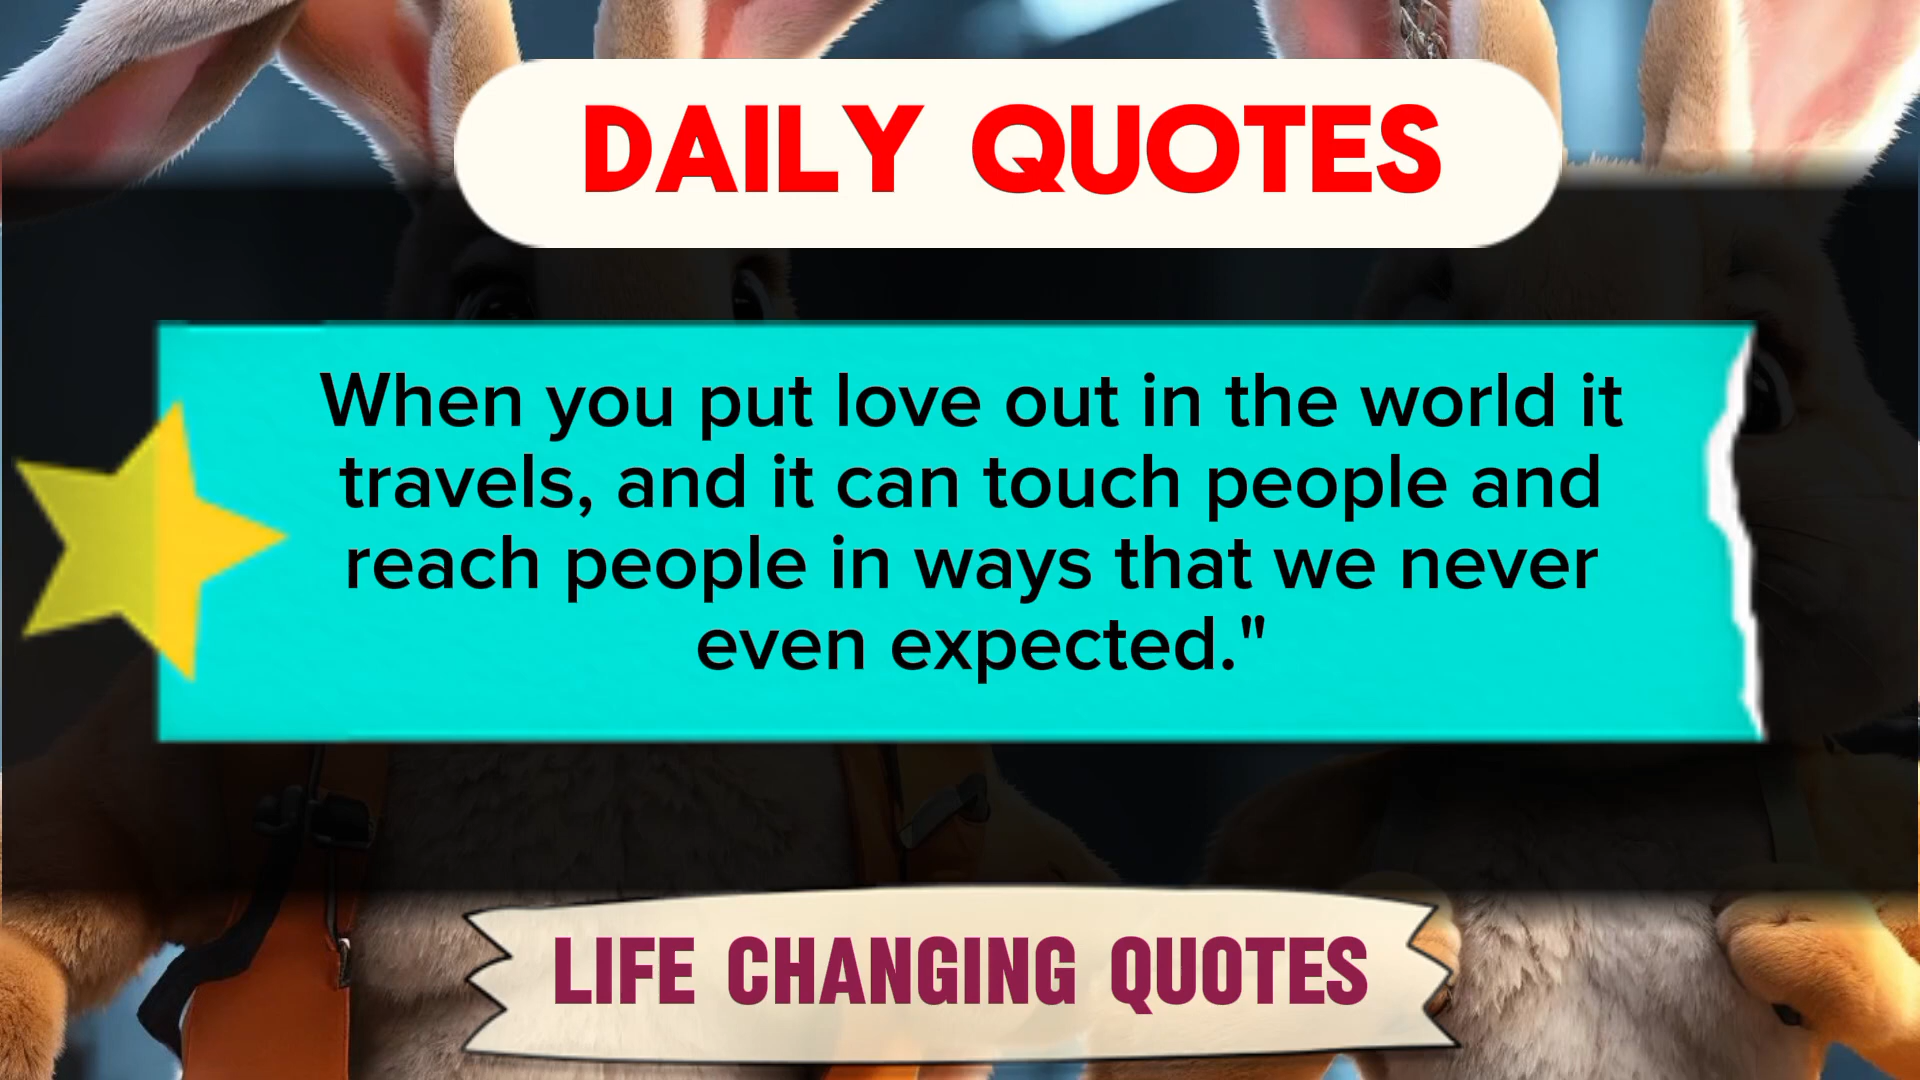 DAILY QUOTES
When you put love out in the world it
travels, and it can touch people and
reach people in ways that we never
even expected."
LIFE CHANGING QUOTES